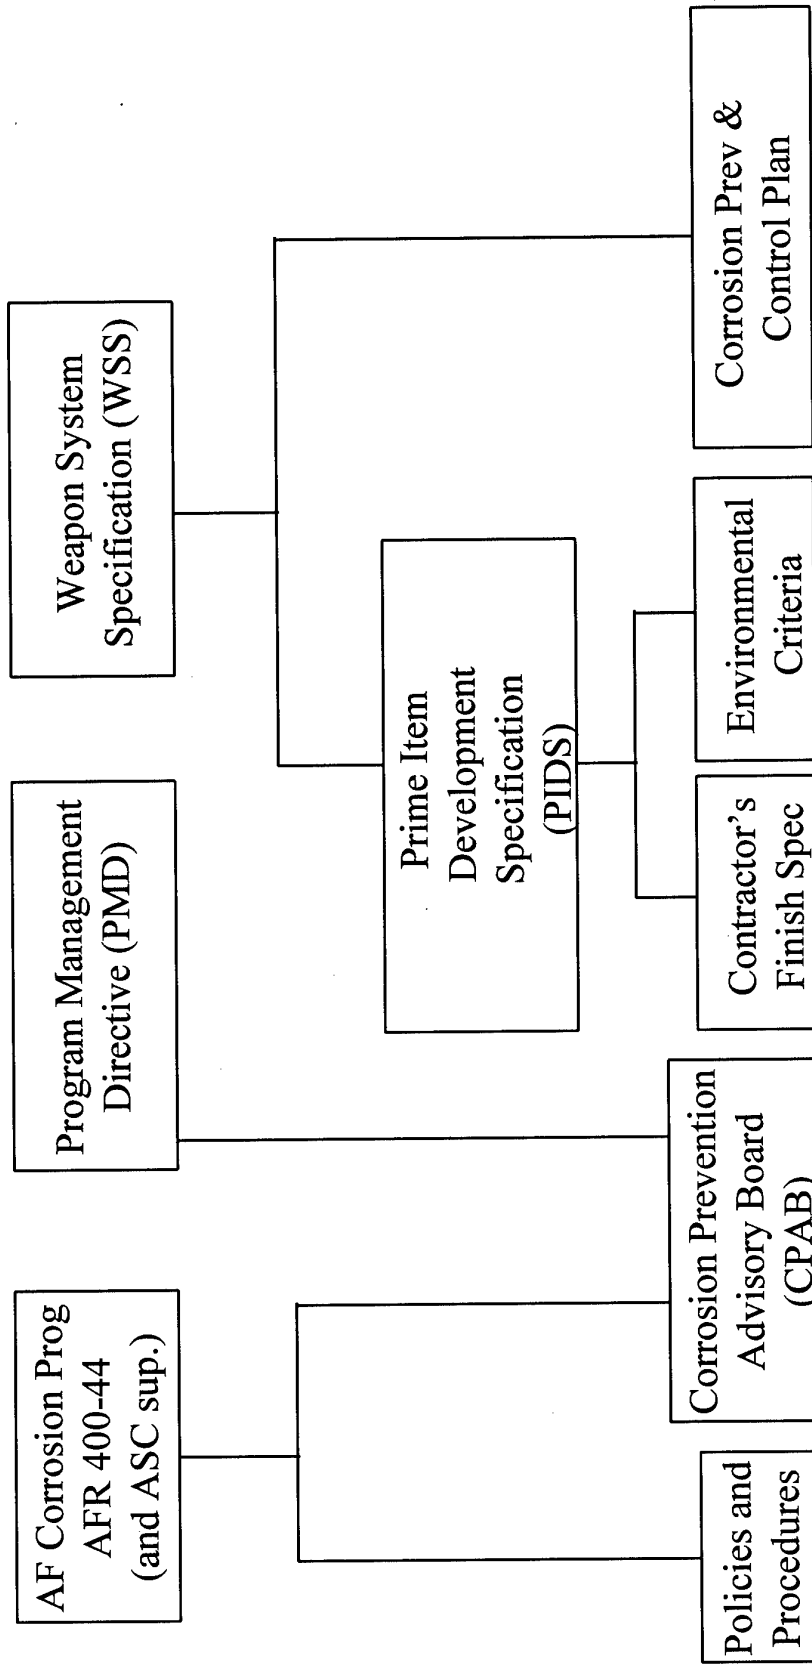 AF Corrosion Prog
AFR 400-44
(and ASC sup.)
Program Management
Directive (PMD)
Weapon System
Specification (WSS)
Prime Item
Development
Specification
(PIDS)
Policies and
Procedures
Corrosion Prevention
Advisory Board
(CPAB)
Contractor's
Finish Spec
Environmental
Criteria
Corrosion Prev &
Control Plan